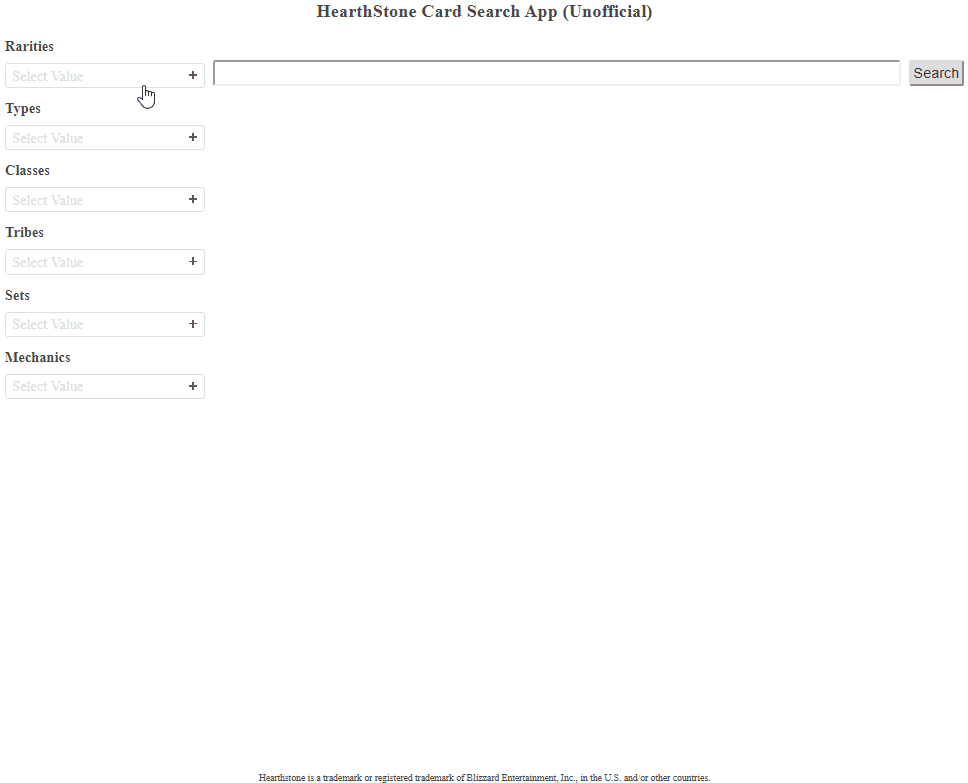 HearthStone Card Search App (Unofficial)
Rarities
Select Value +
Search
Types
Select Value +
Classes
Select Value +
Tribes
Select Value +
Sets
Select Value +
Mechanics
Select Value +
Hearthstone is a trademark or registered trademark of Blizzard Entertainment, Inc., in the U.S. and/or other countries.